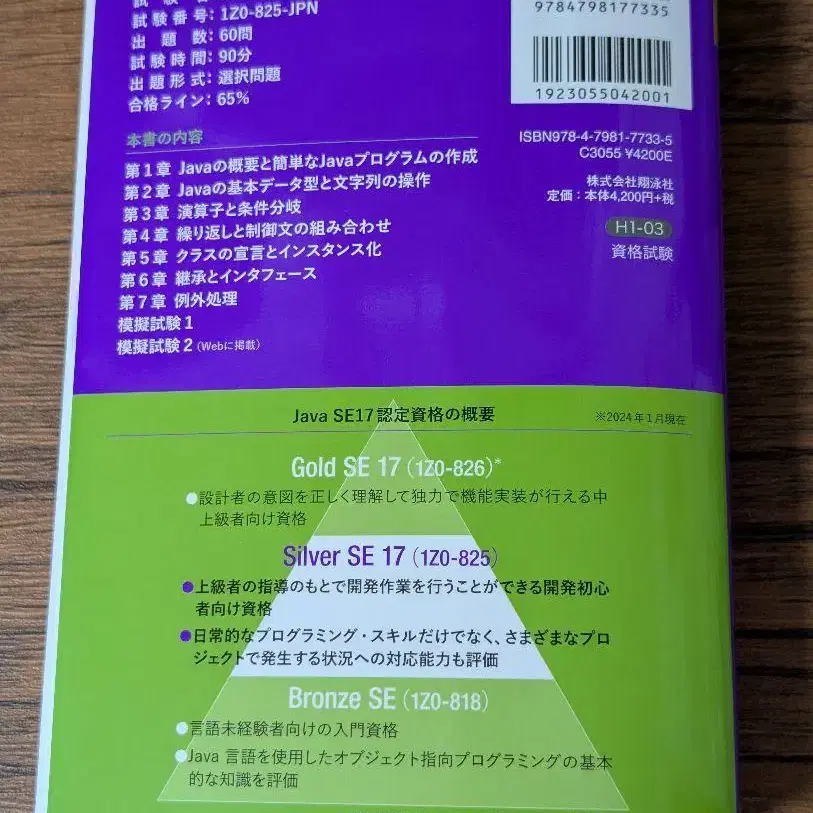 試験番号：1Z0-825-JPN
出題数：60問
試験時間：90分
出題形式：選択問題
合格ライン：65%
9784798177335
1923055042001
ISBN978-4-7981-7733-5
C3055 ¥4200E
株式会社翔泳社
定価：本体4,200円+税
H1-03
資格試験
本書の内容
第1章 Javaの概要と簡単なJavaプログラムの作成
第2章 Javaの基本データ型と文字列の操作
第3章 演算子と条件分岐
第4章 繰り返しと制御文の組み合わせ
第5章 クラスの宣言とインスタンス化
第6章 継承とインタフェース
第7章 例外処理
模擬試験1
模擬試験2（Webに掲載）
Java SE17認定資格の概要
※2024年1月現在
Gold SE 17（1Z0-826）*
●設計者の意図を正しく理解して独力で機能実装が行える中
上級者向け資格
Silver SE 17（1Z0-825）
●上級者の指導のもとで開発作業を行うことができる開発初心
者向け資格
●日常的なプログラミング・スキルだけでなく、さまざまなプロ
ジェクトで発生する状況への対応能力も評価
Bronze SE（1Z0-818）
●言語未経験者向けの入門資格
●Java 言語を使用したオブジェクト指向プログラミングの基本
的な知識を評価